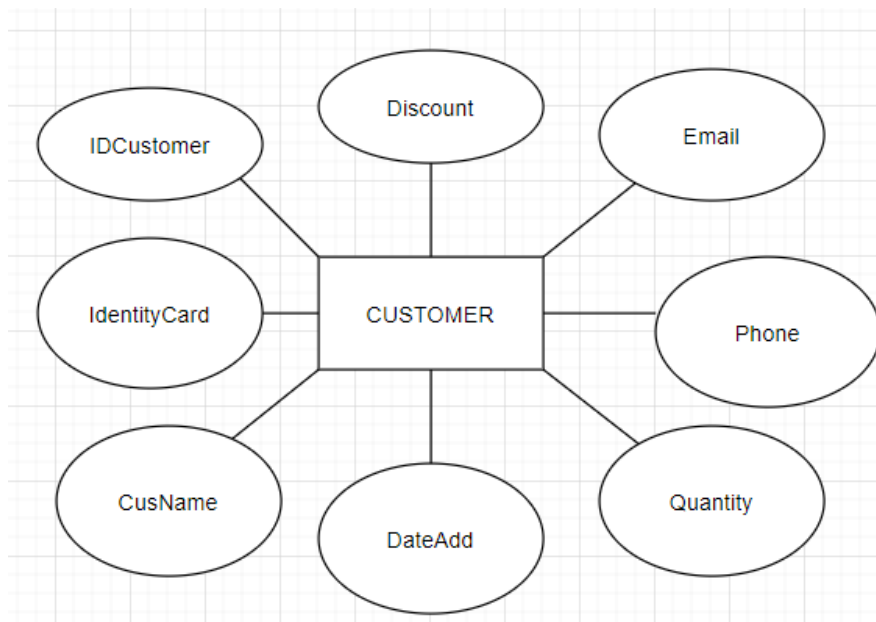 Discount
Email
IDCustomer
IdentityCard
CUSTOMER
Phone
CusName
DateAdd
Quantity